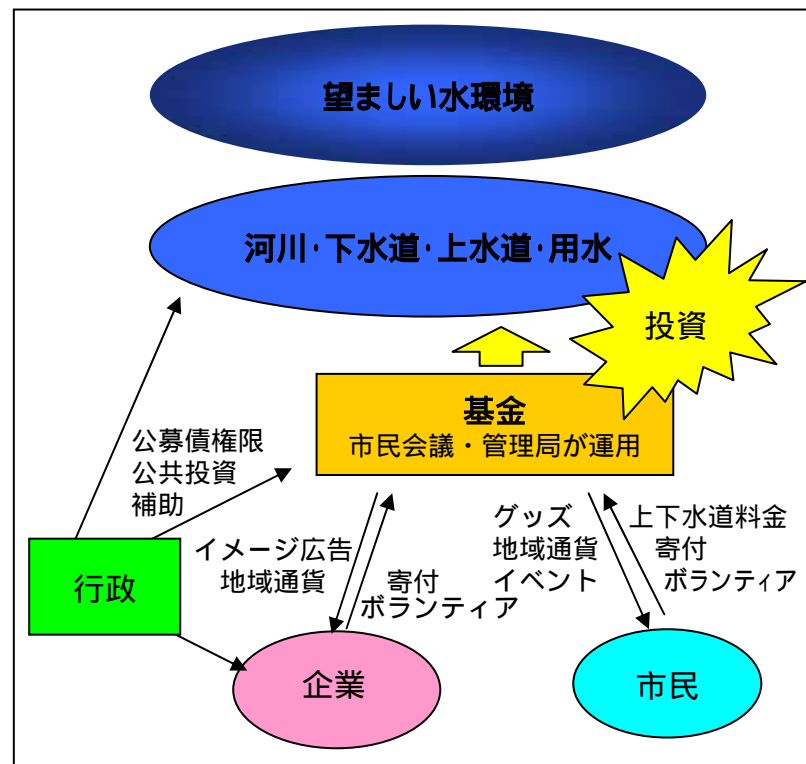 望ましい水環境
河川・下水道・上水道・用水
投資
基金
市民会議・管理局が運用
公募債権限
公共投資
補助
グッズ
地域通貨
イベント
上下水道料金
寄付
ボランティア
イメージ広告
地域通貨
寄付
ボランティア
行政
企業
市民